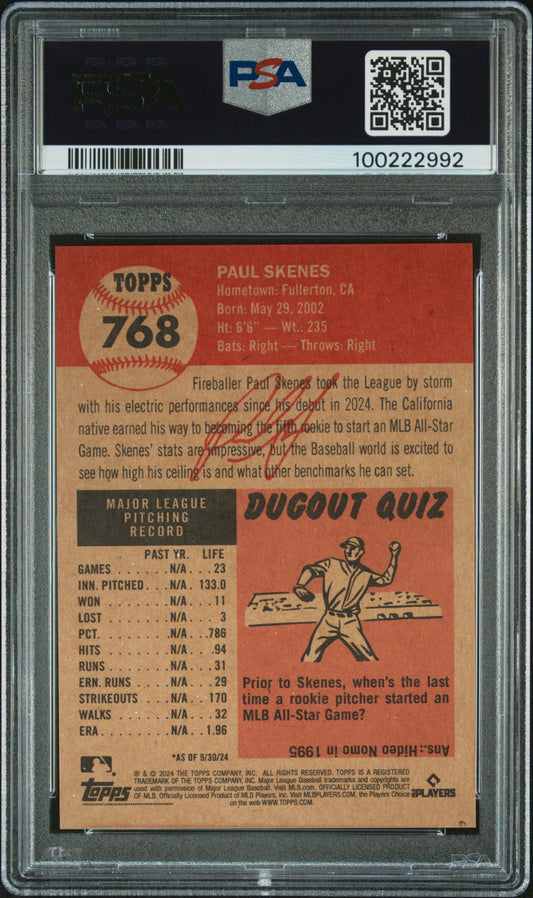 PSA
100222992
TOPPS
768
PAUL SKENES
Hometown: Fullerton, CA
Born: May 29, 2002
Ht: 6'6" — Wt.: 235
Bats: Right — Throws: Right
Fireballer Paul Skenes took the League by storm
with his electric performances since his debut in 2024. The California
native earned his way to becoming the fifth rookie to start an MLB All-Star
Game. Skenes' stats are impressive, but the Baseball world is excited to
see how high his ceiling is and what other benchmarks he can set.
MAJOR LEAGUE
PITCHING
RECORD
PAST YR. LIFE
GAMES . . . . . . . . N/A . . 23
INN. PITCHED . . N/A . 133.0
WON . . . . . . . . . N/A . . . 11
LOST . . . . . . . . . N/A . . . . 3
PCT. . . . . . . . . . N/A . . .786
HITS . . . . . . . . . N/A . . . .94
RUNS . . . . . . . . . N/A . . . 31
ERN. RUNS . . . . N/A . . . 29
STRIKEOUTS . . . N/A . . 170
WALKS . . . . . . . N/A . . . 32
ERA . . . . . . . . . . N/A . . 1.96
*AS OF 9/30/24
DUGOUT QUIZ
Prior to Skenes, when's the last
time a rookie pitcher started an
MLB All-Star Game?
Ans.: Hideo Nomo in 1995
Topps
® & © 2024 THE TOPPS COMPANY, INC. ALL RIGHTS RESERVED. TOPPS IS A REGISTERED
TRADEMARK OF THE TOPPS COMPANY, INC. Major League Baseball trademarks and copyrights are
used with permission of Major League Baseball. Visit MLB.com. OFFICIALLY LICENSED PRODUCT
OF MLB. Officially Licensed Product of MLB Players, Inc. Visit MLBPLAYERS.COM, the Players Choice
on the web WWW.TOPPS.COM.
PLAYERS
PSA